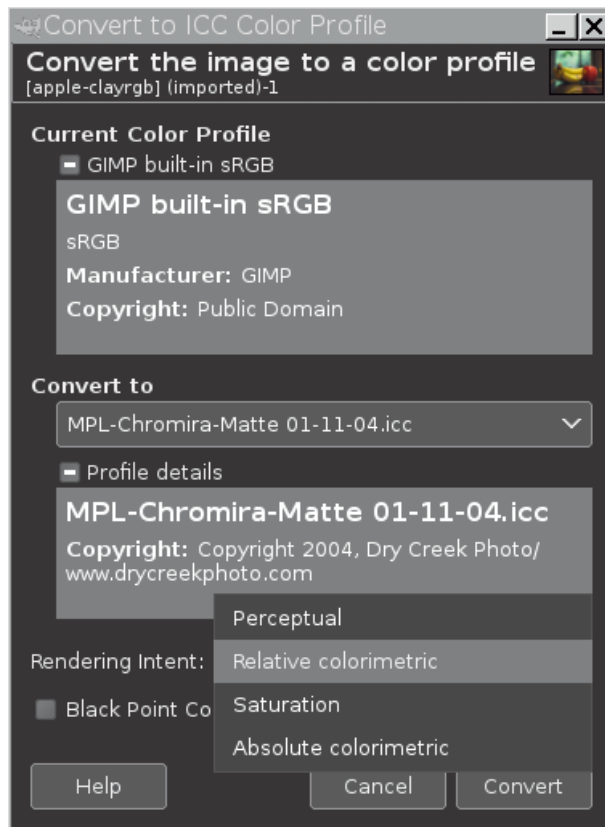 Convert to ICC Color Profile
Convert the image to a color profile
[apple-clayrgb] (imported)-1
Current Color Profile
GIMP built-in sRGB
GIMP built-in sRGB
sRGB
Manufacturer: GIMP
Copyright: Public Domain
Convert to
MPL-Chromira-Matte 01-11-04.icc
Profile details
MPL-Chromira-Matte 01-11-04.icc
Copyright: Copyright 2004, Dry Creek Photo/
www.drycreekphoto.com
Perceptual
Rendering Intent: Relative colorimetric
Black Point Co
Saturation
Absolute colorimetric
Help
Cancel
Convert